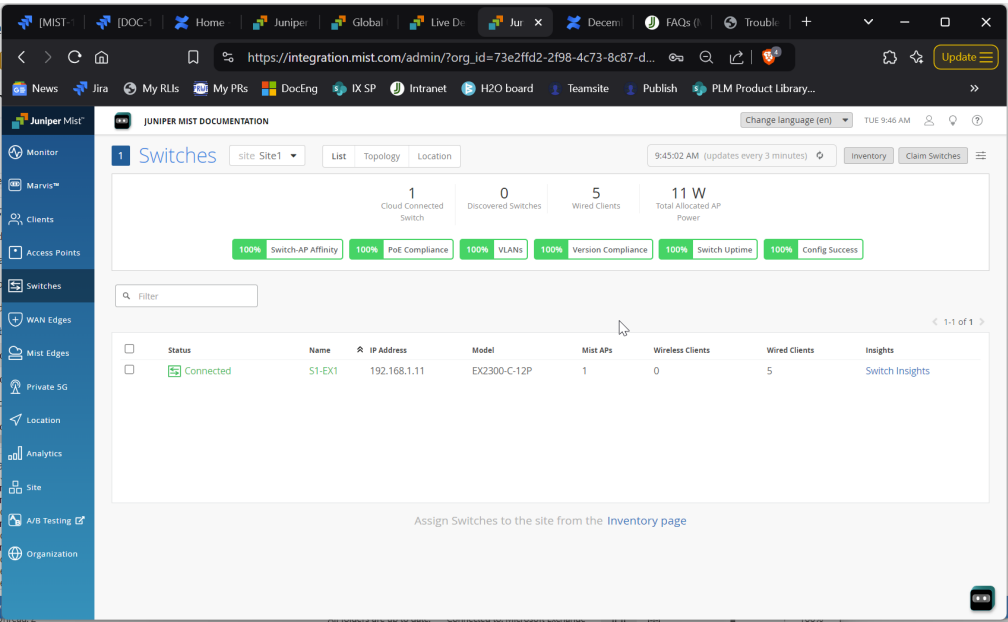 [MIST-1
[DOC-1
Home -
Juniper
Global
Live De
Jur
Decem
FAQs (M
Trouble
https://integration.mist.com/admin/?org_id=73e2ffd2-2f98-4c73-8c87-d...
4
Update
News
Jira
My RLIs
My PRs
DocEng
IX SP
Intranet
H2O board
Teamsite
Publish
PLM Product Library...
Juniper Mist™
JUNIPER MIST DOCUMENTATION
Change language (en)
TUE 9:46 AM
Monitor
Marvis™
Clients
Access Points
Switches
WAN Edges
Mist Edges
Private 5G
Location
Analytics
Site
A/B Testing
Organization
1 Switches
site Site1
List
Topology
Location
9:45:02 AM (updates every 3 minutes)
Inventory
Claim Switches
1
Cloud Connected
Switch
0
Discovered Switches
5
Wired Clients
11 W
Total Allocated AP
Power
100% Switch-AP Affinity
100% PoE Compliance
100% VLANs
100% Version Compliance
100% Switch Uptime
100% Config Success
Filter
1-1 of 1
Status Name IP Address Model Mist APs Wireless Clients Wired Clients Insights
Connected S1-EX1 192.168.1.11 EX2300-C-12P 1 0 5 Switch Insights
Assign Switches to the site from the Inventory page